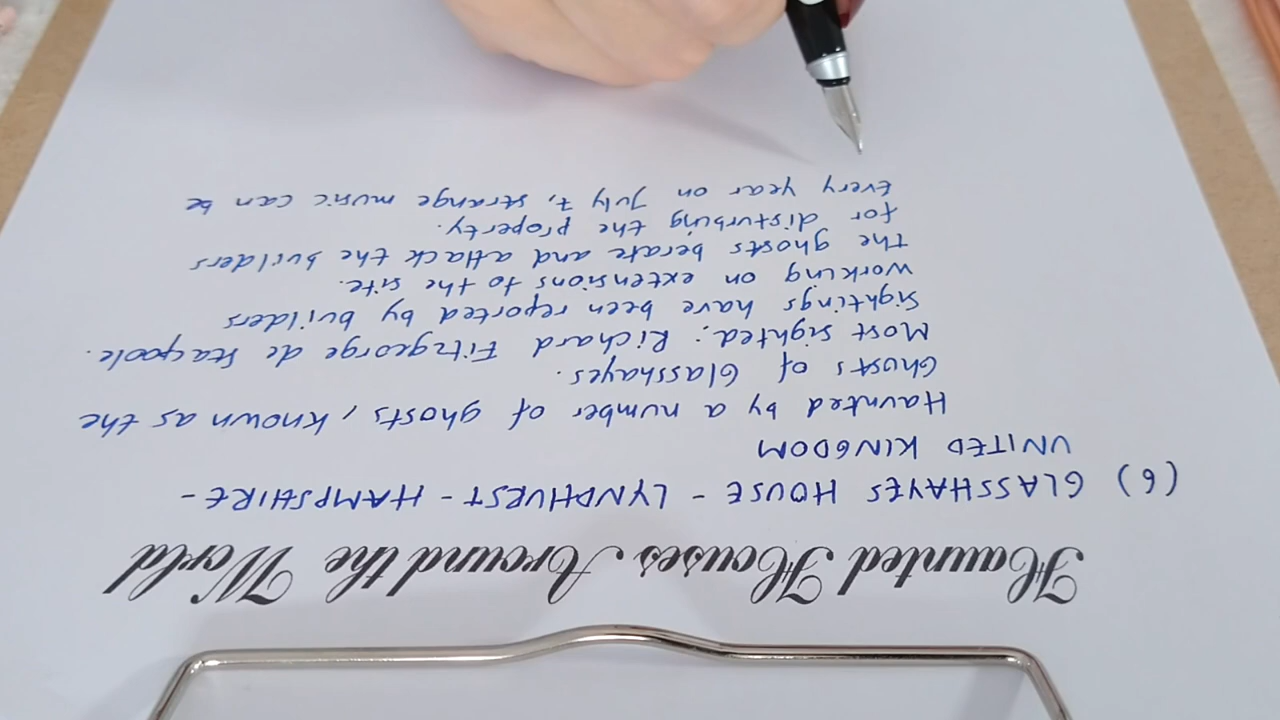 Haunted Houses Around the World
(6) GLASSHAYES HOUSE - LYNDHURST - HAMPSHIRE -
UNITED KINGDOM
Haunted by a number of ghosts, known as the
Ghosts of Glasshayes.
Most sighted: Richard Fitzgeorge de Stacpoole.
Sightings have been reported by builders
working on extensions to the site.
The ghosts berate and attack the builders
for disturbing the property.
Every year on July 7, strange music can be